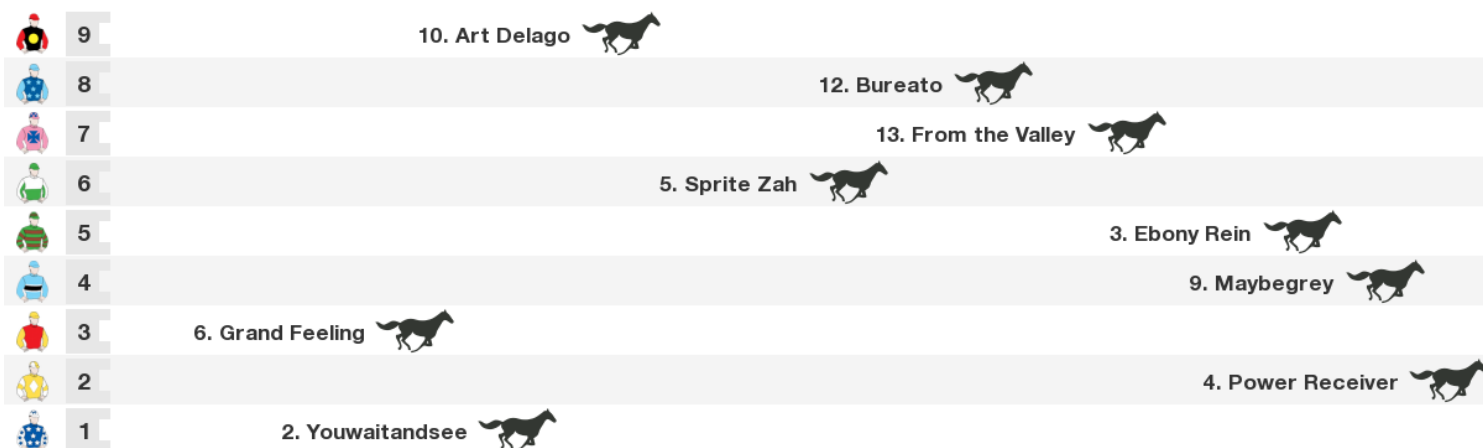 9 10. Art Delago
8 12. Bureato
7 13. From the Valley
6 5. Sprite Zah
5 3. Ebony Rein
4 9. Maybegrey
3 6. Grand Feeling
2 4. Power Receiver
1 2. Youwaitandsee